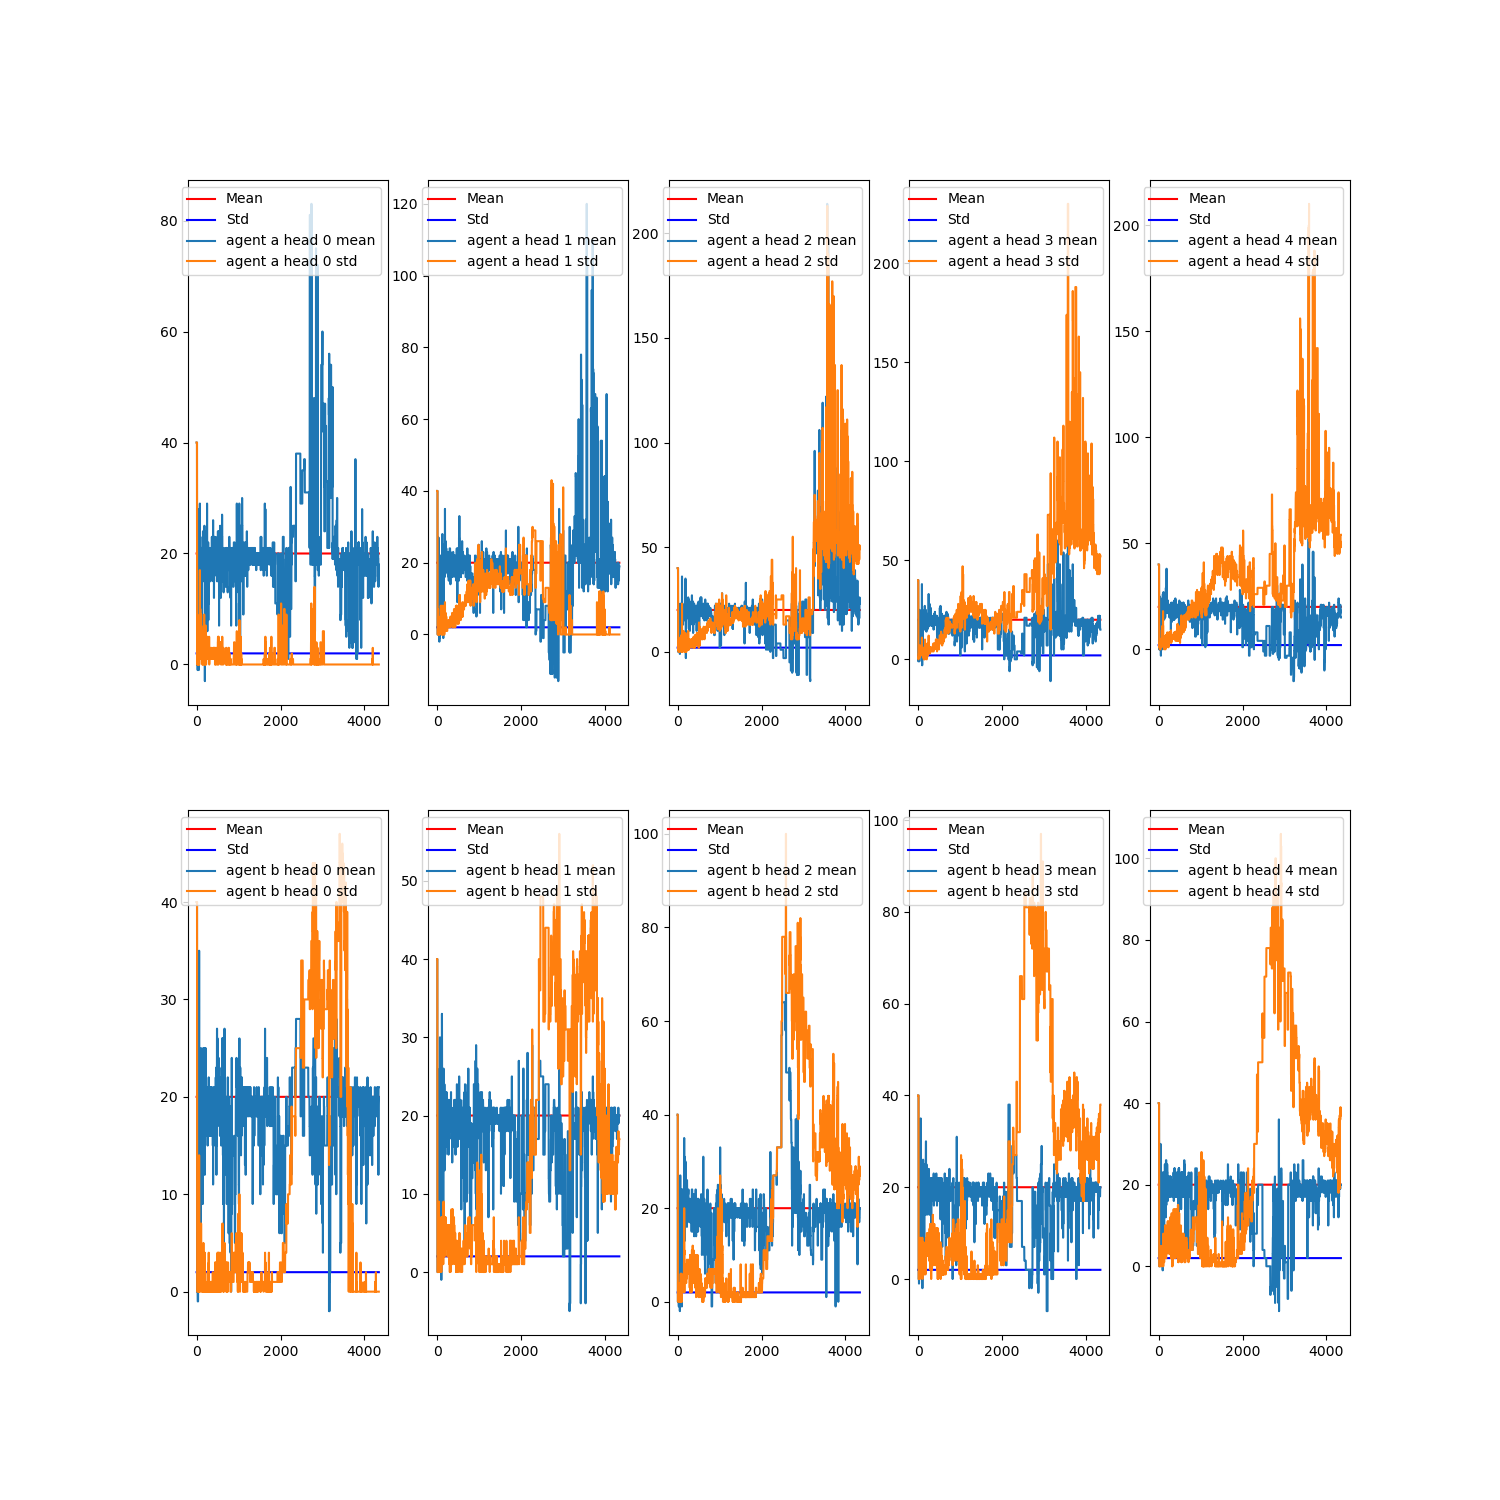 Mean
Std
agent a head 0 mean
agent a head 0 std
80
60
40
20
0
0 2000 4000
Mean
Std
agent a head 1 mean
agent a head 1 std
120
100
80
60
40
20
0
0 2000 4000
Mean
Std
agent a head 2 mean
agent a head 2 std
200
150
100
50
0
0 2000 4000
Mean
Std
agent a head 3 mean
agent a head 3 std
200
150
100
50
0
0 2000 4000
Mean
Std
agent a head 4 mean
agent a head 4 std
200
150
100
50
0
0 2000 4000
Mean
Std
agent b head 0 mean
agent b head 0 std
40
30
20
10
0
0 2000 4000
Mean
Std
agent b head 1 mean
agent b head 1 std
50
40
30
20
10
0
0 2000 4000
Mean
Std
agent b head 2 mean
agent b head 2 std
100
80
60
40
20
0
0 2000 4000
Mean
Std
agent b head 3 mean
agent b head 3 std
100
80
60
40
20
0
0 2000 4000
Mean
Std
agent b head 4 mean
agent b head 4 std
100
80
60
40
20
0
0 2000 4000